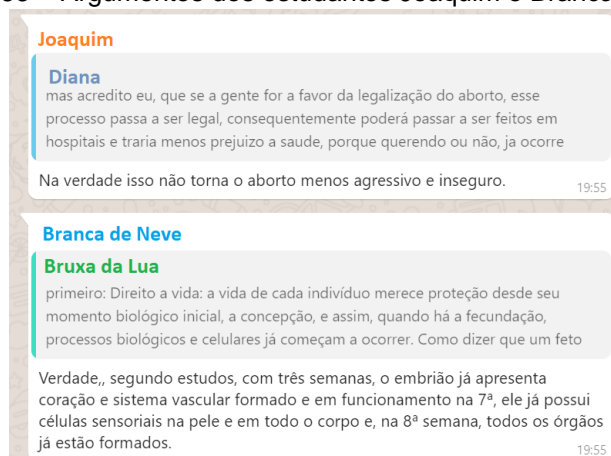 Argumentos dos estudantes Joaquim e Branca
Joaquim
Diana
mas acredito eu, que se a gente for a favor da legalização do aborto, esse
processo passa a ser legal, consequentemente poderá passar a ser feitos em
hospitais e traria menos prejuizo a saude, porque querendo ou não, ja ocorre
Na verdade isso não torna o aborto menos agressivo e inseguro.
19:55
Branca de Neve
Bruxa da Lua
primeiro: Direito a vida: a vida de cada indivíduo merece proteção desde seu
momento biológico inicial, a concepção, e assim, quando há a fecundação,
processos biológicos e celulares já começam a ocorrer. Como dizer que um feto
Verdade,, segundo estudos, com três semanas, o embrião já apresenta
coração e sistema vascular formado e em funcionamento na 7ª, ele já possui
células sensoriais na pele e em todo o corpo e, na 8ª semana, todos os órgãos
já estão formados.
19:55